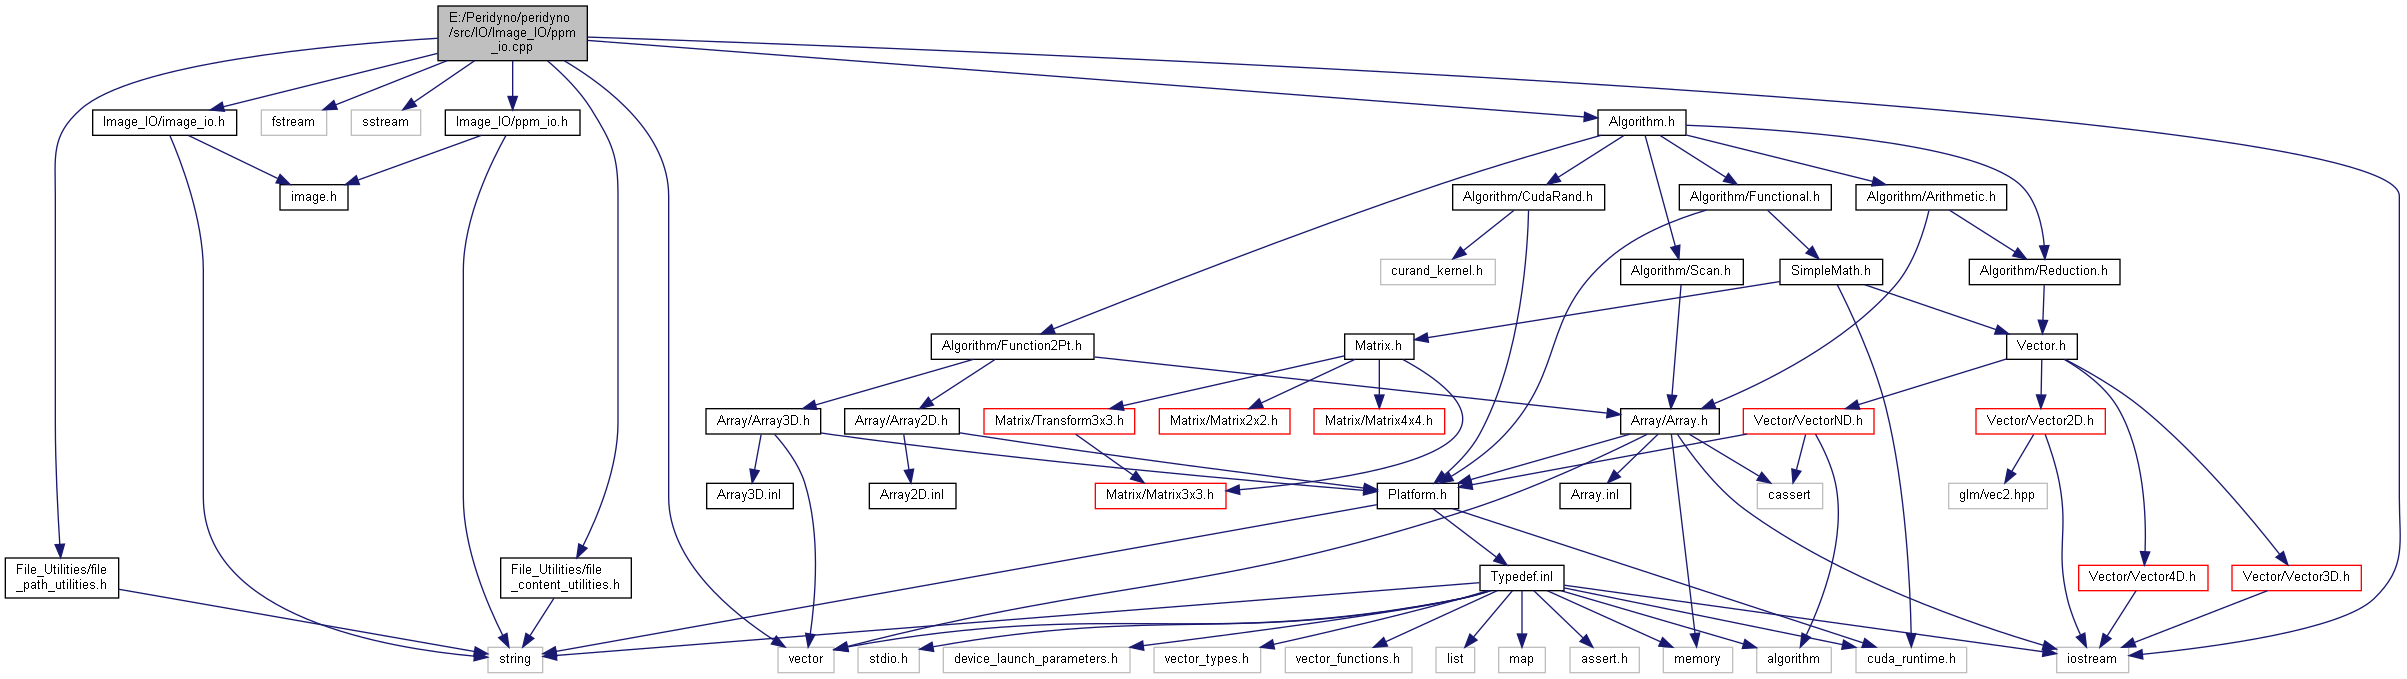 E:/Peridyno/peridyno
/src/IO/Image_IO/ppm
_io.cpp
Image_IO/image_io.h
fstream
sstream
Image_IO/ppm_io.h
Algorithm.h
image.h
Algorithm/CudaRand.h
Algorithm/Functional.h
Algorithm/Arithmetic.h
curand_kernel.h
Algorithm/Scan.h
SimpleMath.h
Algorithm/Reduction.h
Algorithm/Function2Pt.h
Matrix.h
Vector.h
Array/Array3D.h
Array/Array2D.h
Matrix/Transform3x3.h
Matrix/Matrix2x2.h
Matrix/Matrix4x4.h
Array/Array.h
Vector/VectorND.h
Vector/Vector2D.h
Array3D.inl
Array2D.inl
Matrix/Matrix3x3.h
Platform.h
Array.inl
cassert
glm/vec2.hpp
File_Utilities/file
_path_utilities.h
File_Utilities/file
_content_utilities.h
Typedef.inl
Vector/Vector4D.h
Vector/Vector3D.h
string
vector
stdio.h
device_launch_parameters.h
vector_types.h
vector_functions.h
list
map
assert.h
memory
algorithm
cuda_runtime.h
iostream